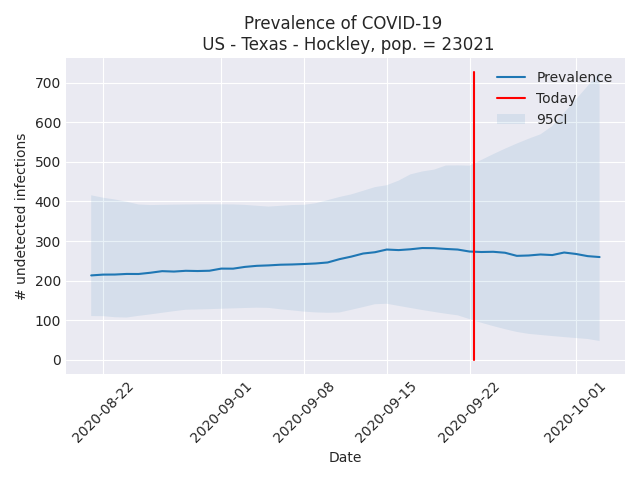 Prevalence of COVID-19
US - Texas - Hockley, pop. = 23021
# undetected infections
700
600
500
400
300
200
100
0
Prevalence
Today
95CI
2020-08-22
2020-09-01
2020-09-08
2020-09-15
2020-09-22
2020-10-01
Date